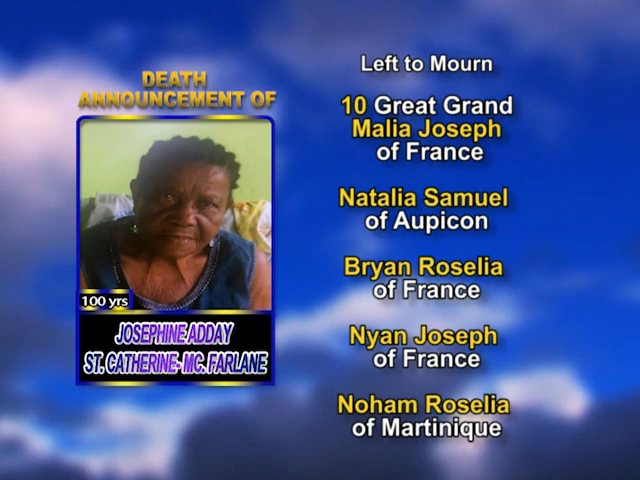 DEATH
ANNOUNCEMENT OF
100 yrs
JOSEPHINE ADDAY
ST. CATHERINE- MC. FARLANE
Left to Mourn
10 Great Grand
Malia Joseph
of France
Natalia Samuel
of Aupicon
Bryan Roselia
of France
Nyan Joseph
of France
Noham Roselia
of Martinique